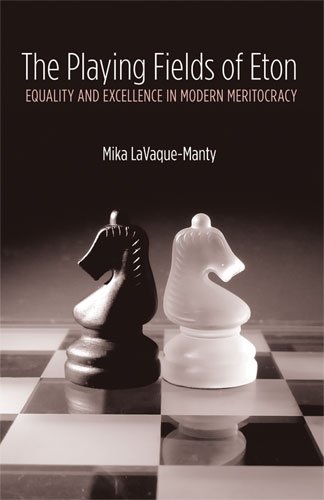 The Playing Fields of Eton
EQUALITY AND EXCELLENCE IN MODERN MERITOCRACY
Mika LaVaque-Manty